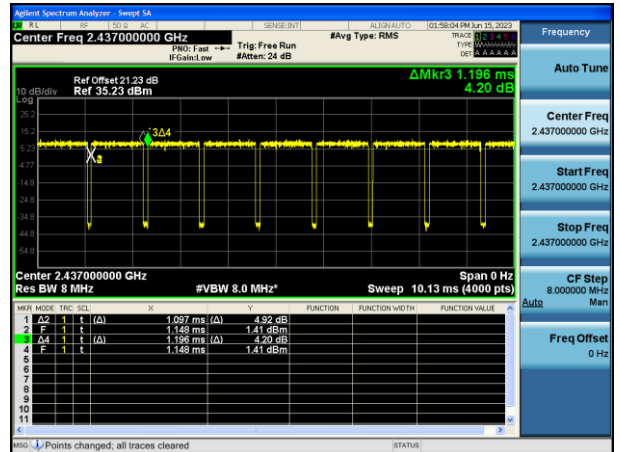 Agilent Spectrum Analyzer - Swept SA
RL RF 50 Ω AC SENSE:INT ALIGNAUTO 01:58:04 PM Jun 15, 2023
Center Freq 2.437000000 GHz
PNO: Fast
IFGain:Low
Trig: Free Run
#Atten: 24 dB
#Avg Type: RMS
TRACE 1 2 3 4 5 6
TYPE
DET A A A A A A
Ref Offset 21.23 dB
10 dB/div Ref 35.23 dBm
Log
ΔMkr3 1.196 ms
4.20 dB
25.2
15.2
5.23
-4.77
-14.8
-24.8
-34.8
-44.8
-54.8
3Δ4
Center 2.437000000 GHz Span 0 Hz
Res BW 8 MHz #VBW 8.0 MHz* Sweep 10.13 ms (4000 pts)
MKR MODE TRC SCL X Y FUNCTION FUNCTION WIDTH FUNCTION VALUE
1 Δ2 1 t (Δ) 1.097 ms (Δ) 4.92 dB
2 F 1 t 1.148 ms 1.41 dBm
3 Δ4 1 t (Δ) 1.196 ms (Δ) 4.20 dB
4 F 1 t 1.148 ms 1.41 dBm
5
6
7
8
9
10
11
MSG Points changed; all traces cleared STATUS
Frequency
Auto Tune
Center Freq
2.437000000 GHz
Start Freq
2.437000000 GHz
Stop Freq
2.437000000 GHz
CF Step
8.000000 MHz
Auto Man
Freq Offset
0 Hz